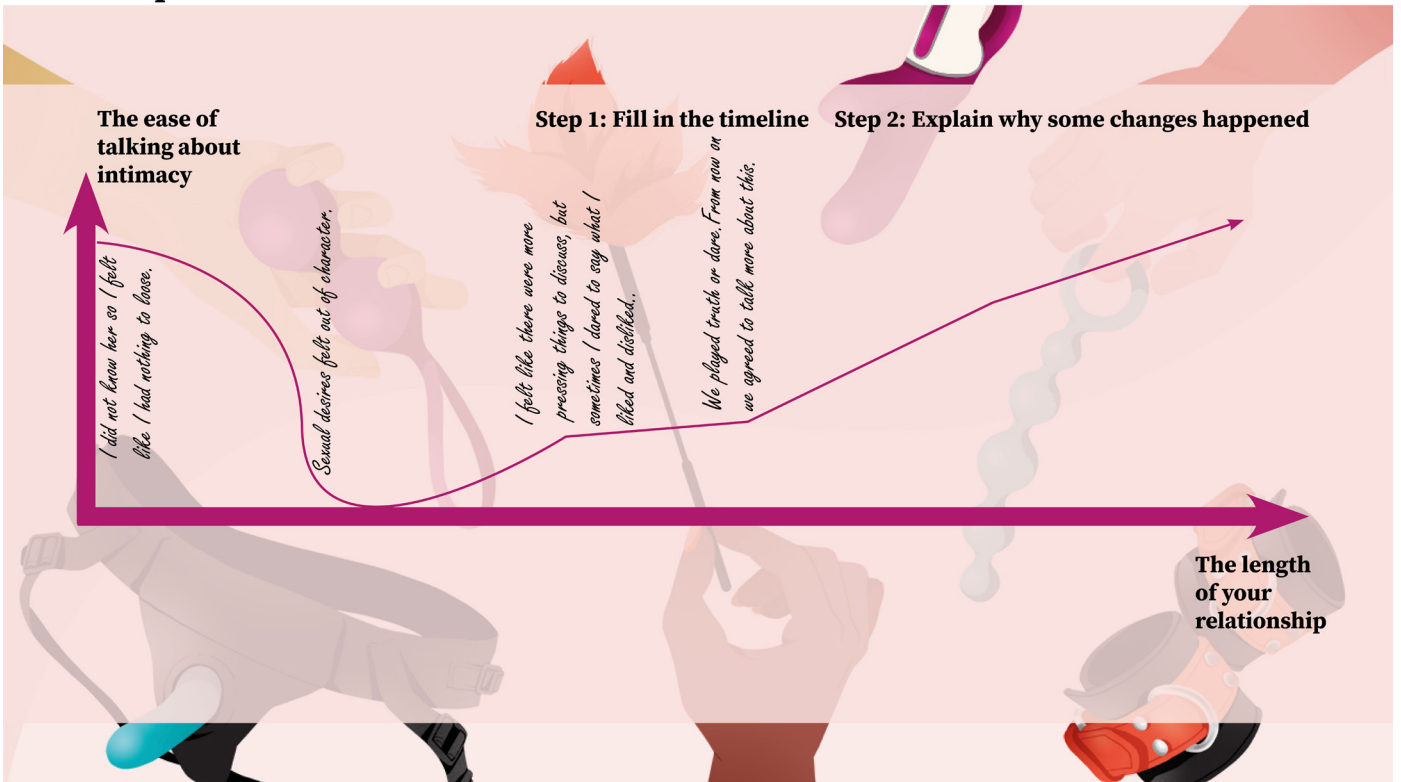 The ease of
talking about
intimacy
Step 1: Fill in the timeline
Step 2: Explain why some changes happened
I did not know her so I felt
like I had nothing to loose.
Sexual desires felt out of character.
I felt like there were more
pressing things to discuss, but
sometimes I dared to say what I
liked and disliked..
We played truth or dare. From now on
we agreed to talk more about this.
The length
of your
relationship